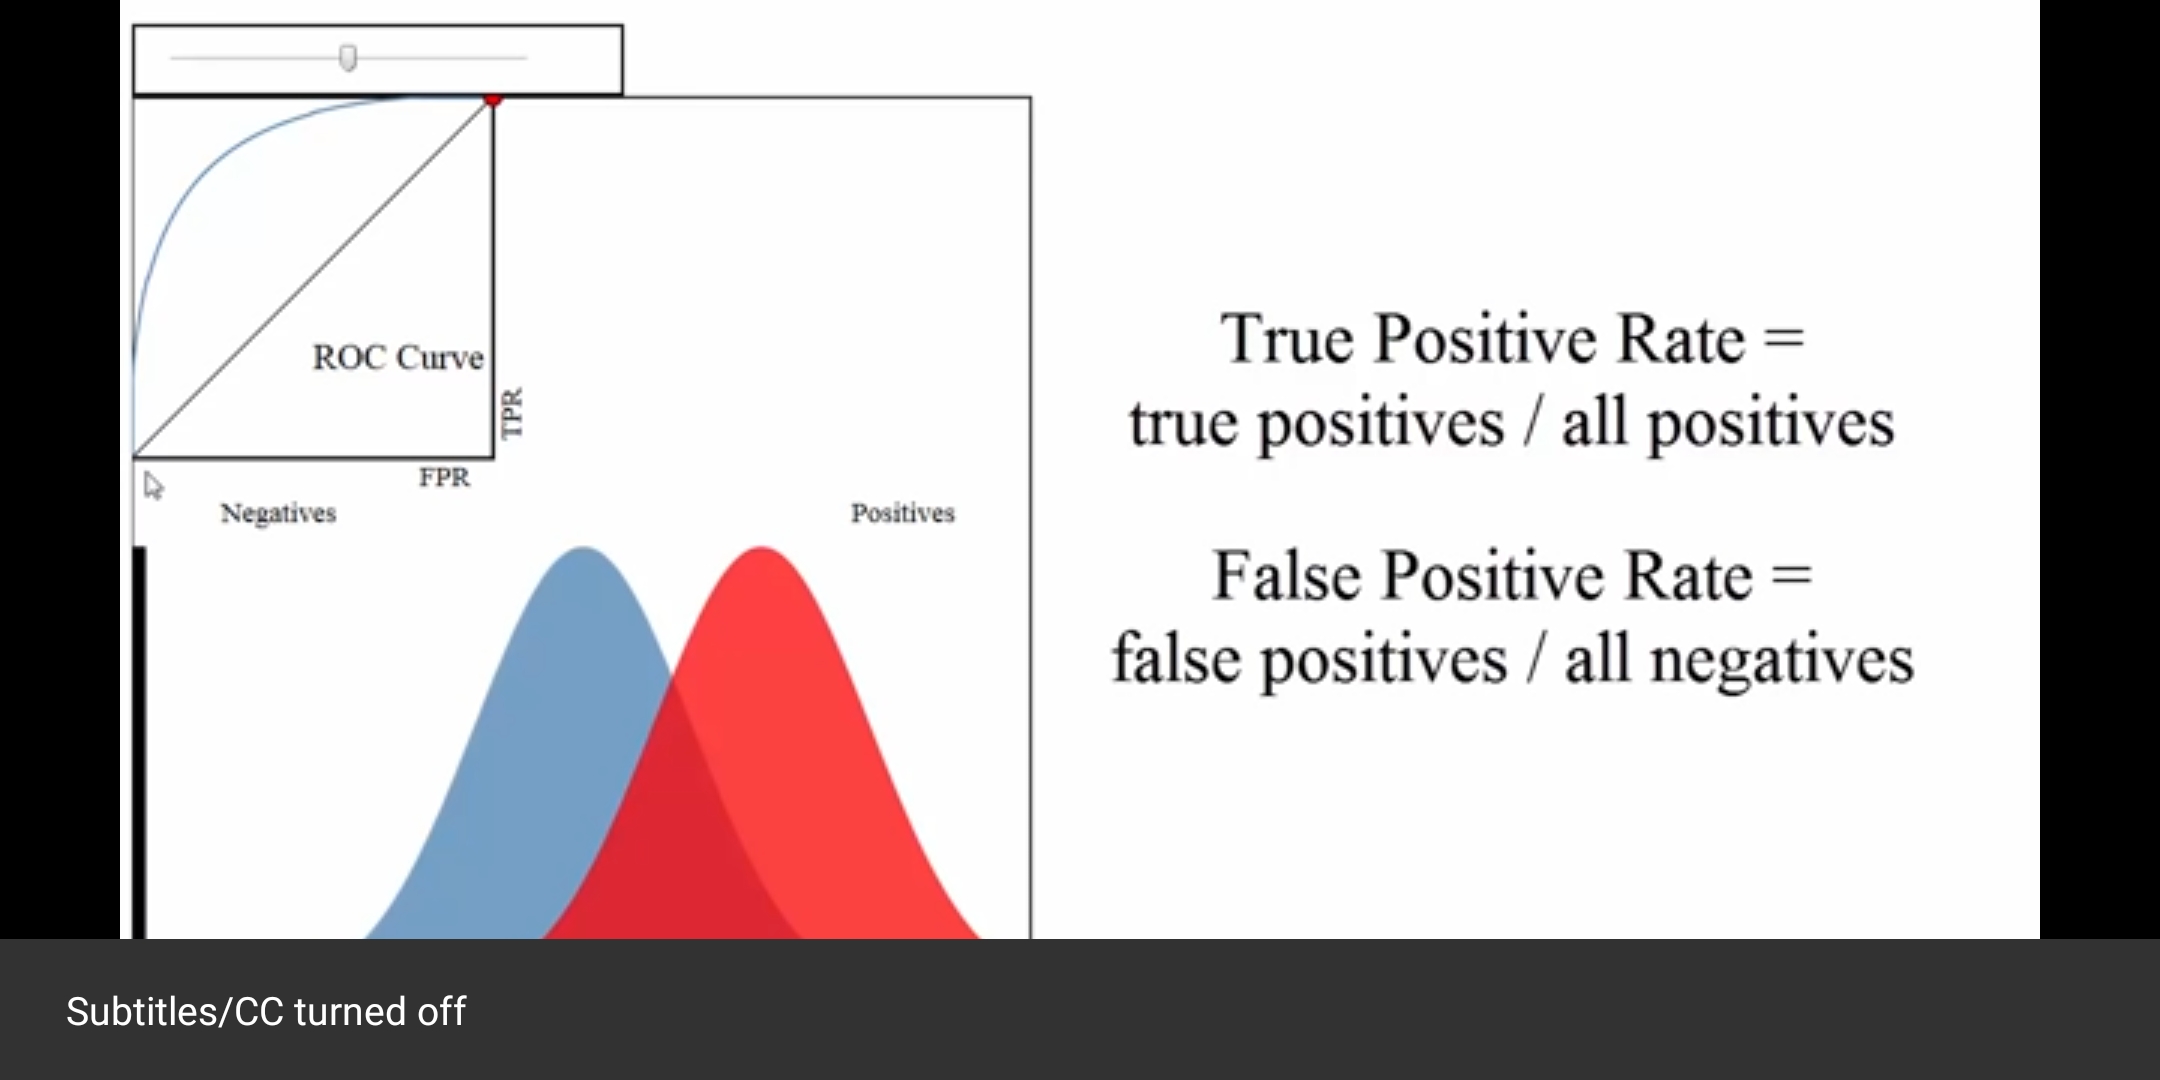 ROC Curve
TPR
FPR
Negatives
Positives
True Positive Rate =
true positives / all positives
False Positive Rate =
false positives / all negatives
Subtitles/CC turned off